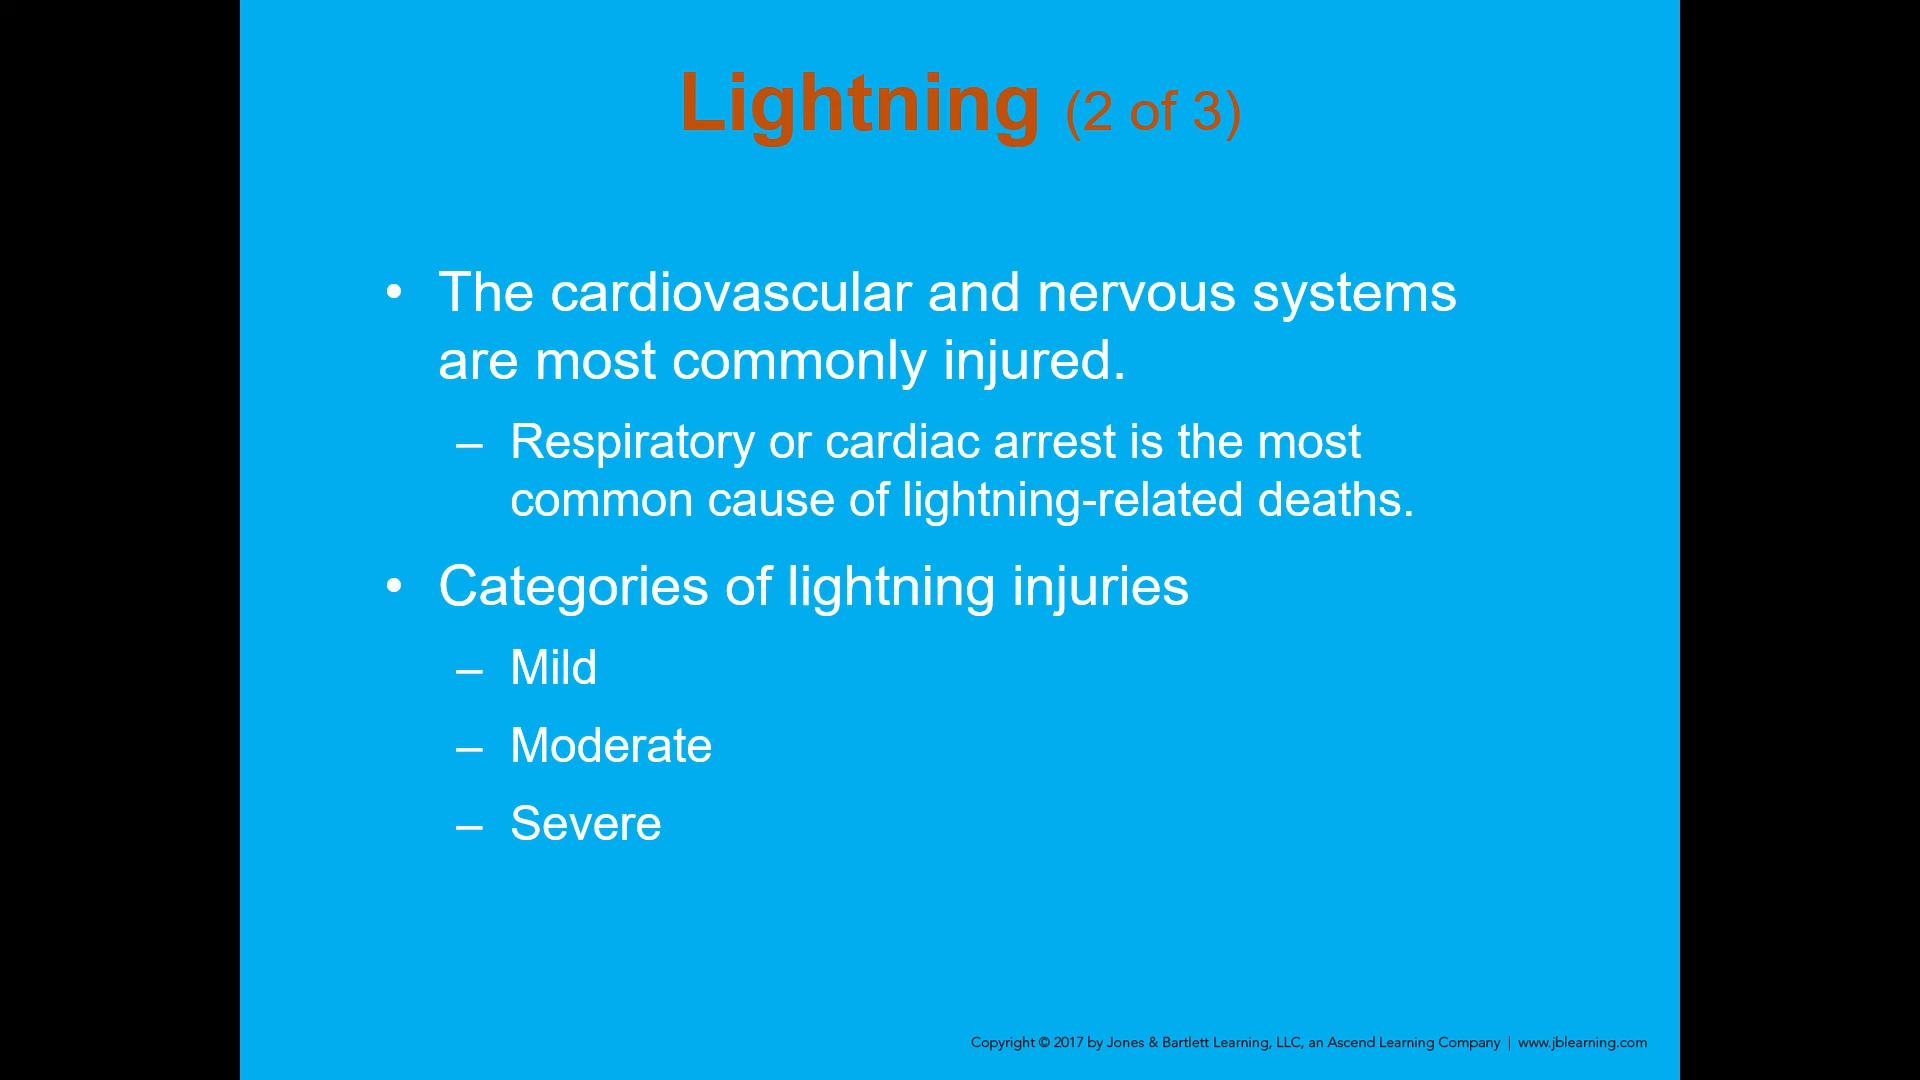 Lightning (2 of 3)
• The cardiovascular and nervous systems
are most commonly injured.
– Respiratory or cardiac arrest is the most
common cause of lightning-related deaths.
• Categories of lightning injuries
– Mild
– Moderate
– Severe
Copyright © 2017 by Jones & Bartlett Learning, LLC, an Ascend Learning Company | www.jblearning.com